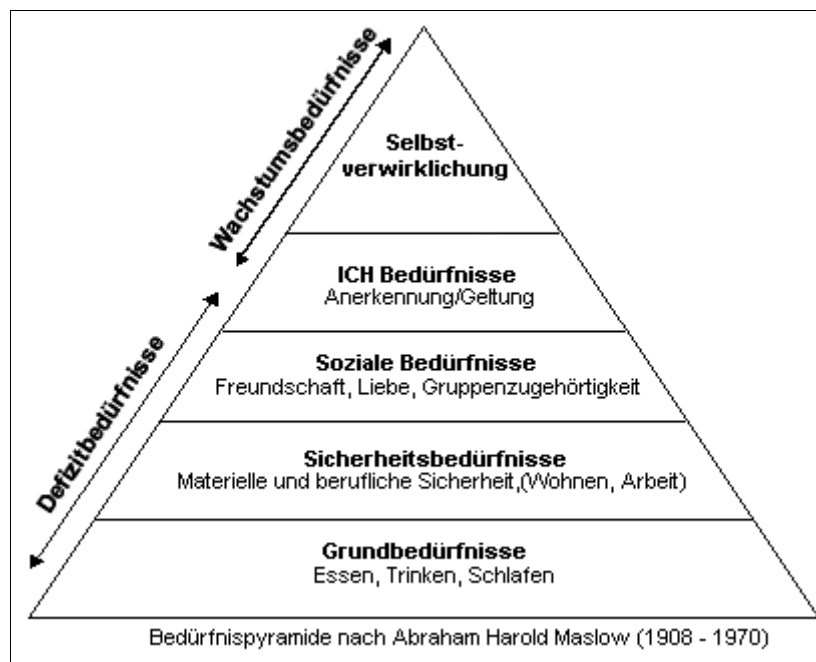 Wachstumsbedürfnisse
Defizitbedürfnisse
Selbst-
verwirklichung
ICH Bedürfnisse
Anerkennung/Geltung
Soziale Bedürfnisse
Freundschaft, Liebe, Gruppenzugehörtigkeit
Sicherheitsbedürfnisse
Materielle und berufliche Sicherheit,(Wohnen, Arbeit)
Grundbedürfnisse
Essen, Trinken, Schlafen
Bedürfnispyramide nach Abraham Harold Maslow (1908 - 1970)